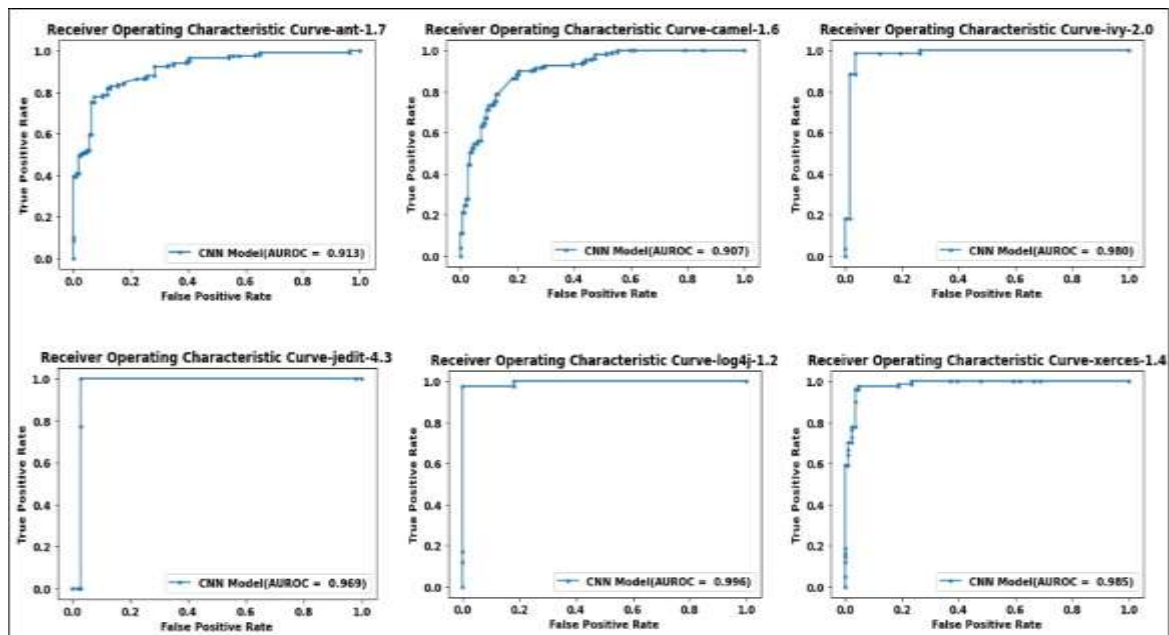 Receiver Operating Characteristic Curve-ant-1.7
1.0
0.8
0.6
0.4
0.2
0.0
True Positive Rate
CNN Model(AUROC = 0.913)
0.0 0.2 0.4 0.6 0.8 1.0
False Positive Rate
Receiver Operating Characteristic Curve-camel-1.6
1.0
0.8
0.6
0.4
0.2
0.0
True Positive Rate
CNN Model(AUROC = 0.907)
0.0 0.2 0.4 0.6 0.8 1.0
False Positive Rate
Receiver Operating Characteristic Curve-ivy-2.0
1.0
0.8
0.6
0.4
0.2
0.0
True Positive Rate
CNN Model(AUROC = 0.980)
0.0 0.2 0.4 0.6 0.8 1.0
False Positive Rate
Receiver Operating Characteristic Curve-jedit-4.3
1.0
0.8
0.6
0.4
0.2
0.0
True Positive Rate
CNN Model(AUROC = 0.969)
0.0 0.2 0.4 0.6 0.8 1.0
False Positive Rate
Receiver Operating Characteristic Curve-log4j-1.2
1.0
0.8
0.6
0.4
0.2
0.0
True Positive Rate
CNN Model(AUROC = 0.996)
0.0 0.2 0.4 0.6 0.8 1.0
False Positive Rate
Receiver Operating Characteristic Curve-xerces-1.4
1.0
0.8
0.6
0.4
0.2
0.0
True Positive Rate
CNN Model(AUROC = 0.985)
0.0 0.2 0.4 0.6 0.8 1.0
False Positive Rate